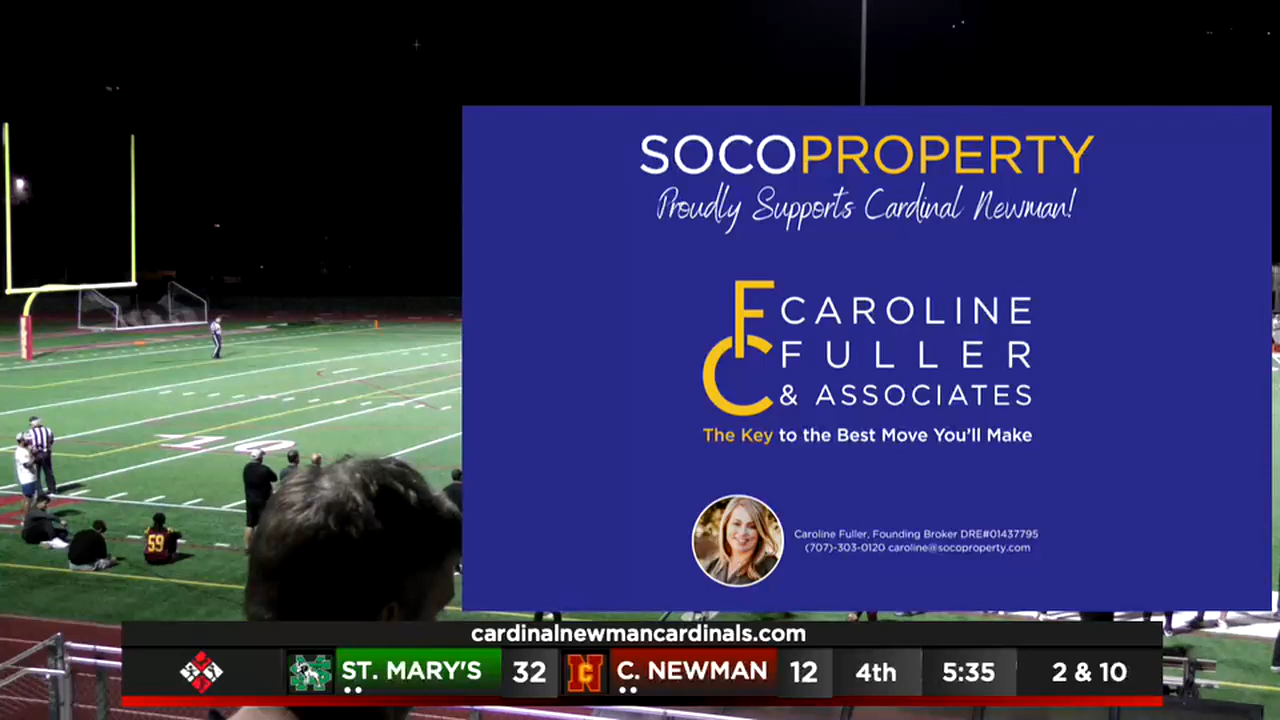 SOCOPROPERTY
Proudly Supports Cardinal Newman!
FC CAROLINE
FULLER
& ASSOCIATES
The Key to the Best Move You'll Make
Caroline Fuller, Founding Broker DRE#01437795
(707)-303-0120 caroline@socoproperty.com
10
59
cardinalnewmancardinals.com
ST. MARY'S 32 C. NEWMAN 12 4th 5:35 2 & 10